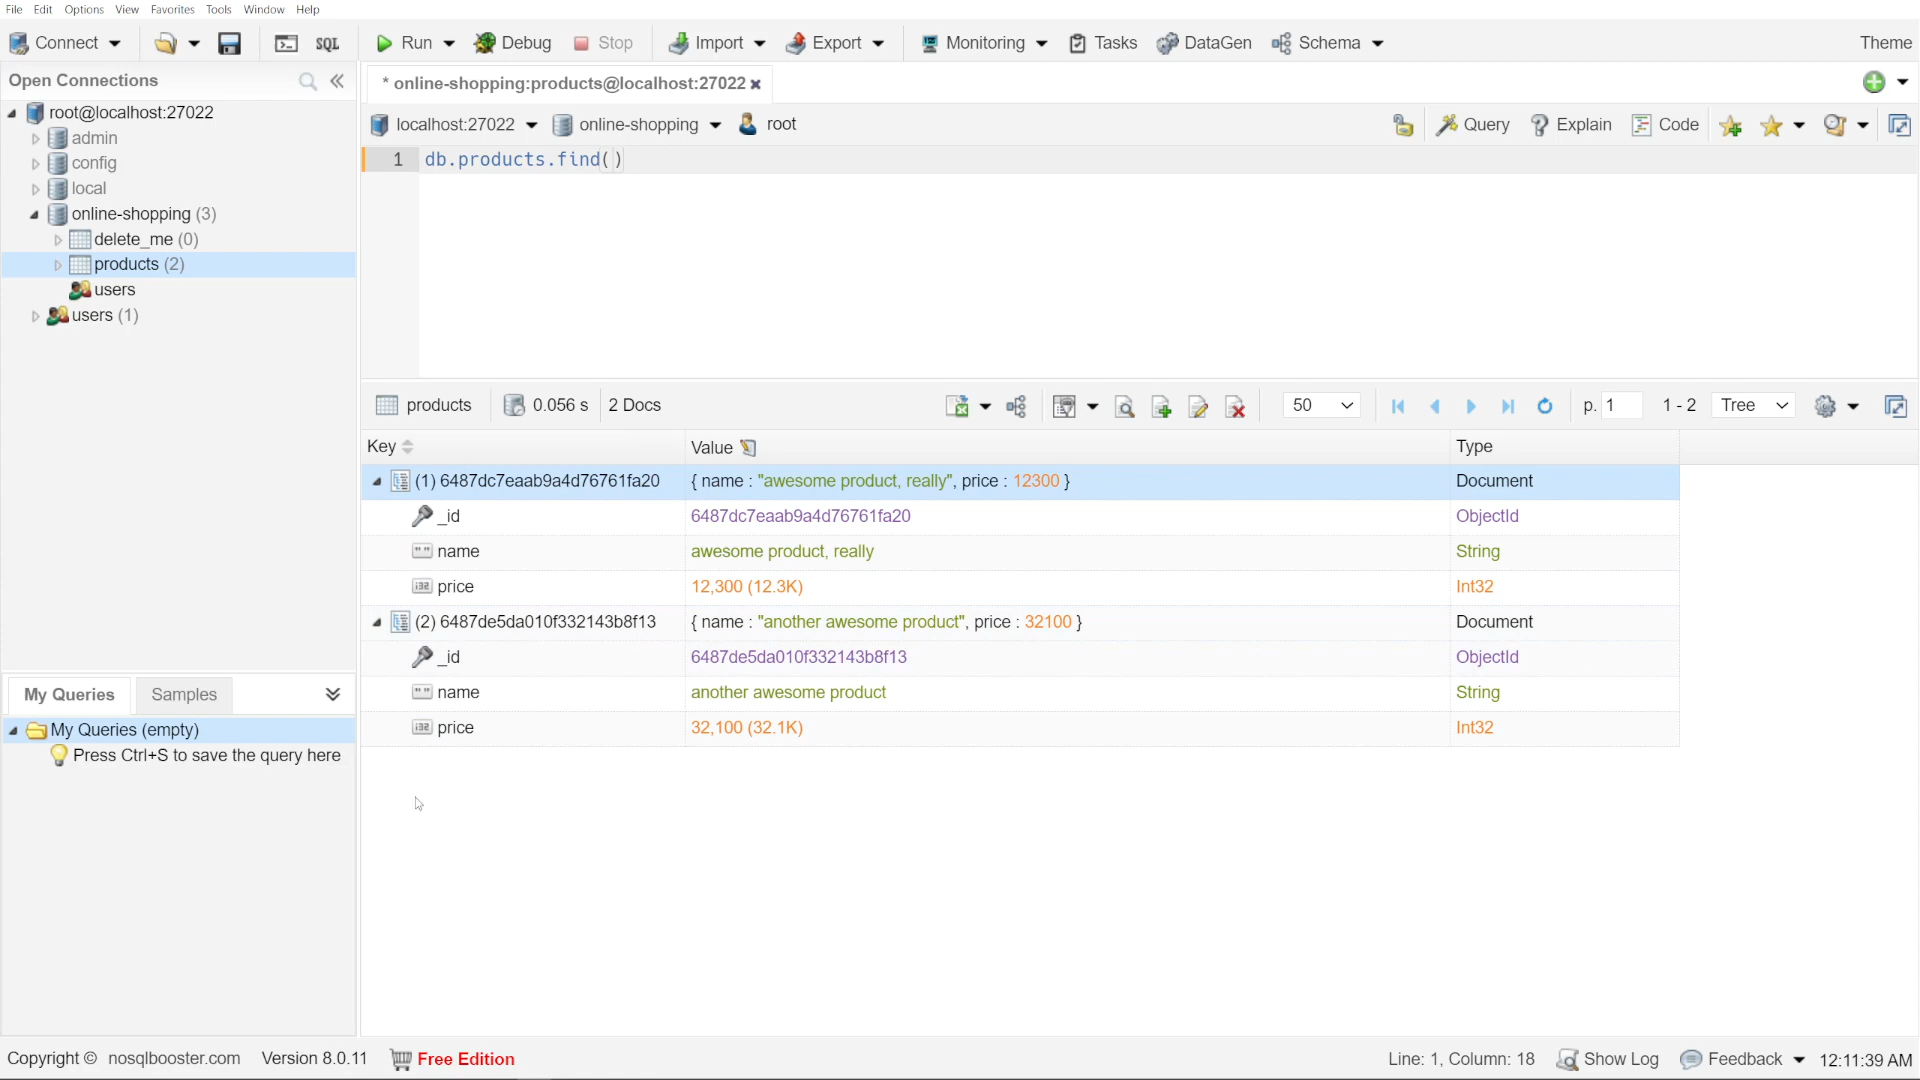 File Edit Options View Favorites Tools Window Help
Connect SQL Run Debug Stop Import Export Monitoring Tasks DataGen Schema Theme
Open Connections
* online-shopping:products@localhost:27022
root@localhost:27022
admin
config
local
online-shopping (3)
delete_me (0)
products (2)
users
users (1)
localhost:27022 online-shopping root Query Explain Code
1 db.products.find()
products 0.056 s 2 Docs 50 p. 1 1 - 2 Tree
Key Value Type
(1) 6487dc7eaab9a4d76761fa20 { name : "awesome product, really", price : 12300 } Document
_id 6487dc7eaab9a4d76761fa20 ObjectId
name awesome product, really String
price 12,300 (12.3K) Int32
(2) 6487de5da010f332143b8f13 { name : "another awesome product", price : 32100 } Document
_id 6487de5da010f332143b8f13 ObjectId
name another awesome product String
price 32,100 (32.1K) Int32
My Queries Samples
My Queries (empty)
Press Ctrl+S to save the query here
Copyright © nosqlbooster.com Version 8.0.11 Free Edition Line: 1, Column: 18 Show Log Feedback 12:11:39 AM